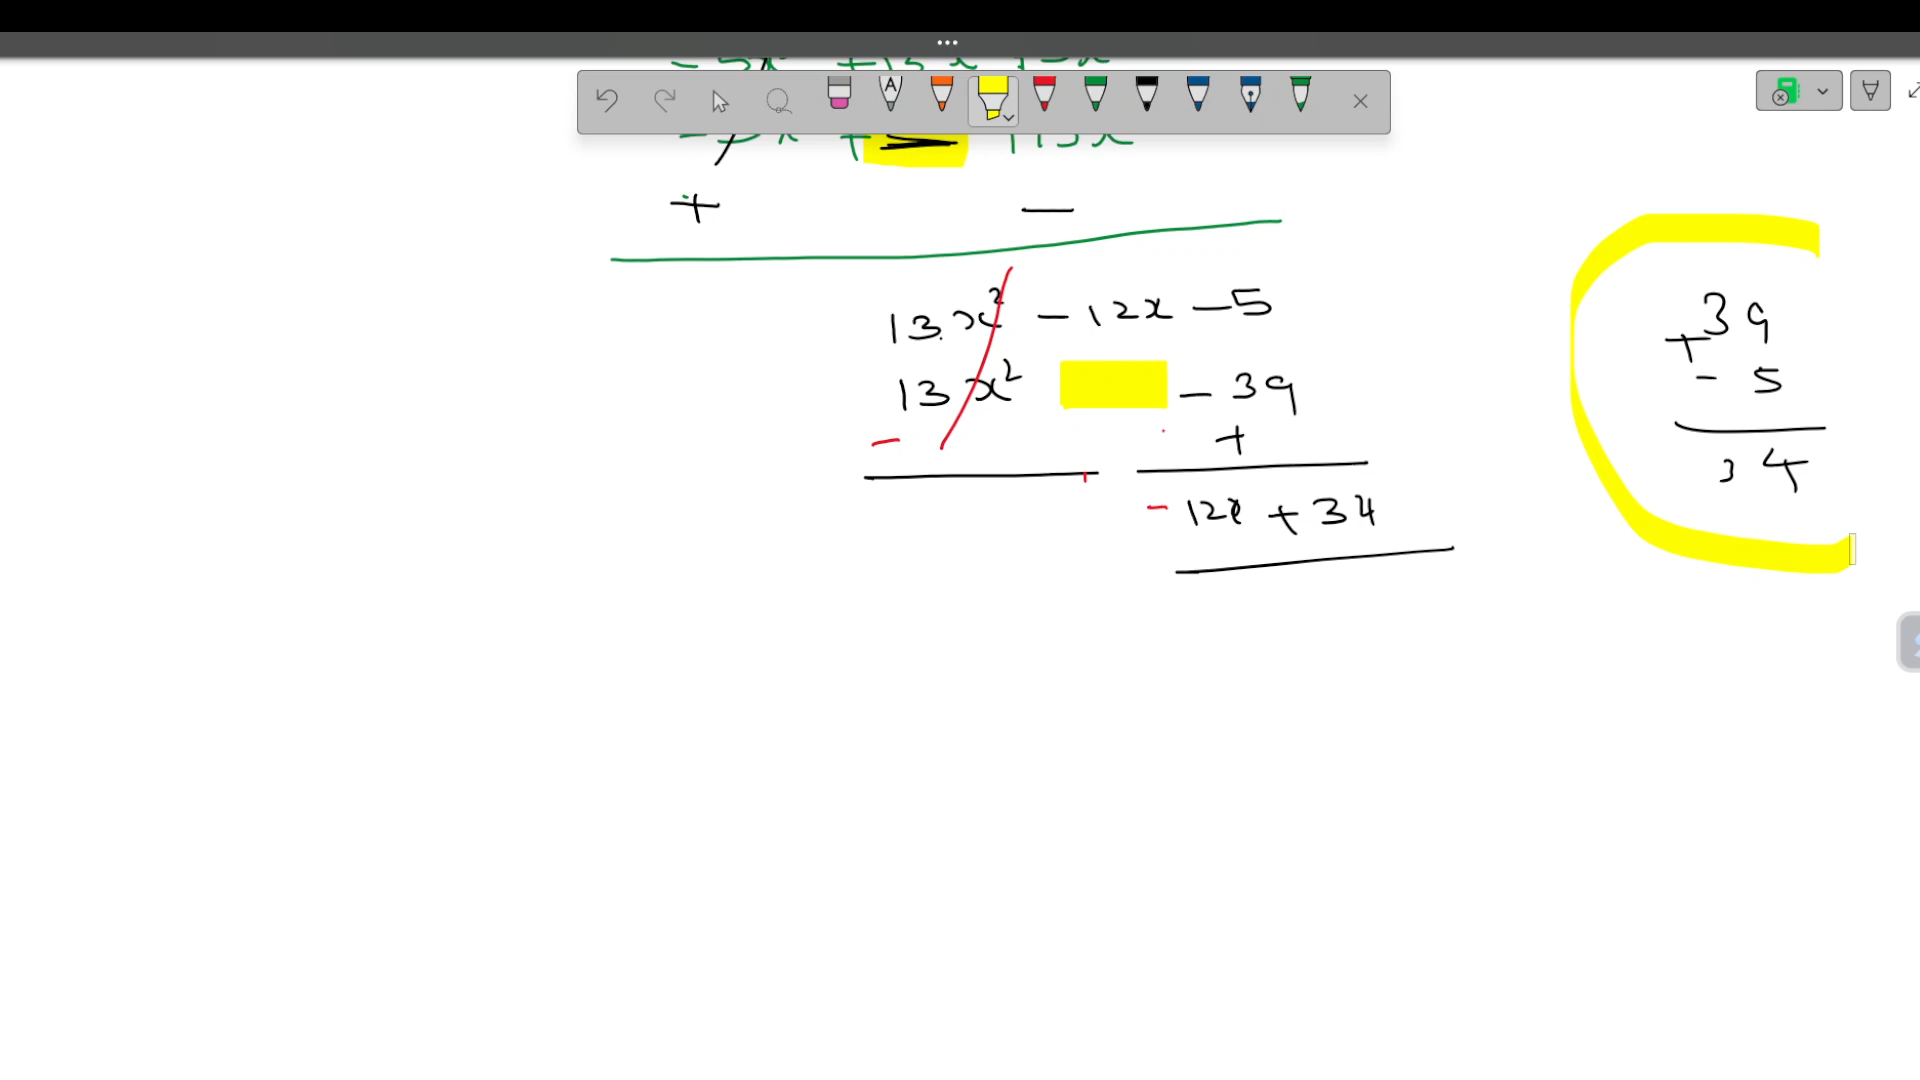 + -
13x² - 12x - 5
13x² - 39
- +
- 12x + 34
+39
- 5
34